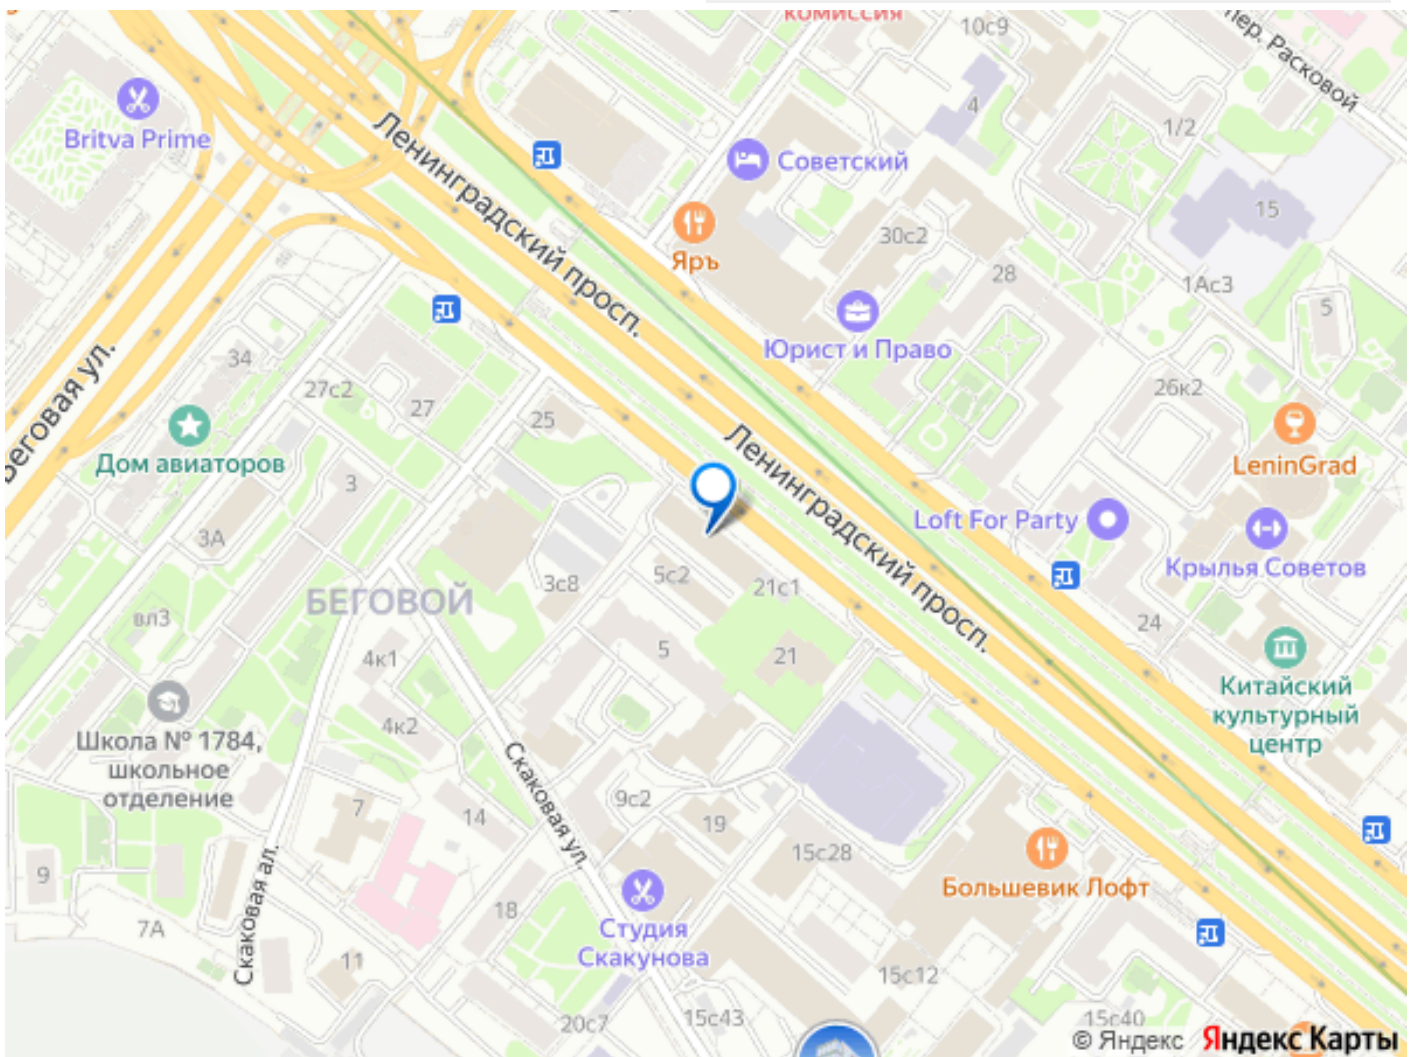 комиссия
10с9
пер. Расковой
4
1/2
Britva Prime
Ленинградский просп.
Советский
15
Яръ
30с2
28
1Ас3
5
Юрист и Право
34
27с2
27
25
26к2
Беговая ул.
Дом авиаторов
LeninGrad
3
Ленинградский просп.
Loft For Party
3А
Крылья Советов
5с2
3с8
21с1
БЕГОВОЙ
вл3
24
4к1
5
21
Китайский
культурный
центр
4к2
Школа № 1784,
школьное
отделение
Скаковая ул.
9с2
7
14
19
15с28
9
Скаковая ал.
Большевик Лофт
18
7А
Студия
Скакунова
11
15с12
20с7
15с43
15с40
© Яндекс Яндекс Карты